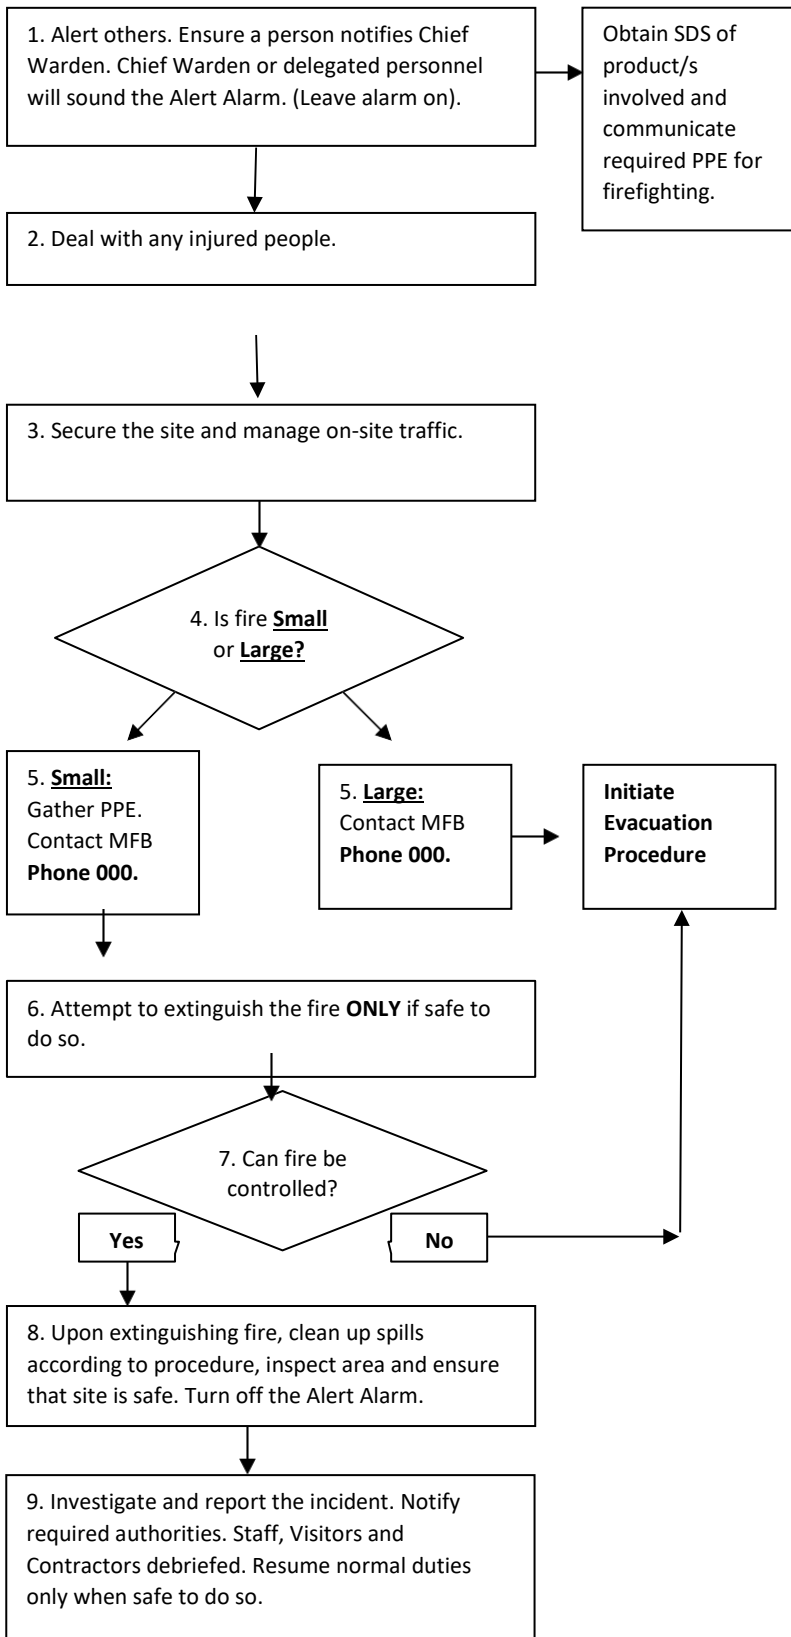 1. Alert others. Ensure a person notifies Chief
Warden. Chief Warden or delegated personnel
will sound the Alert Alarm. (Leave alarm on).
Obtain SDS of
product/s
involved and
communicate
required PPE for
firefighting.
2. Deal with any injured people.
3. Secure the site and manage on-site traffic.
4. Is fire Small
or Large?
5. Small:
Gather PPE.
Contact MFB
Phone 000.
5. Large:
Contact MFB
Phone 000.
Initiate
Evacuation
Procedure
6. Attempt to extinguish the fire ONLY if safe to
do so.
7. Can fire be
controlled?
Yes
No
8. Upon extinguishing fire, clean up spills
according to procedure, inspect area and ensure
that site is safe. Turn off the Alert Alarm.
9. Investigate and report the incident. Notify
required authorities. Staff, Visitors and
Contractors debriefed. Resume normal duties
only when safe to do so.